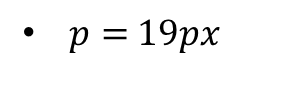 • p = 19px